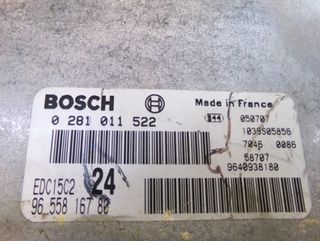 BOSCH
Made in France
0 281 011 522
S44 050707
1039S05856
7046 0086
58707
9640938180
EDC15C2 24
96 558 167 80